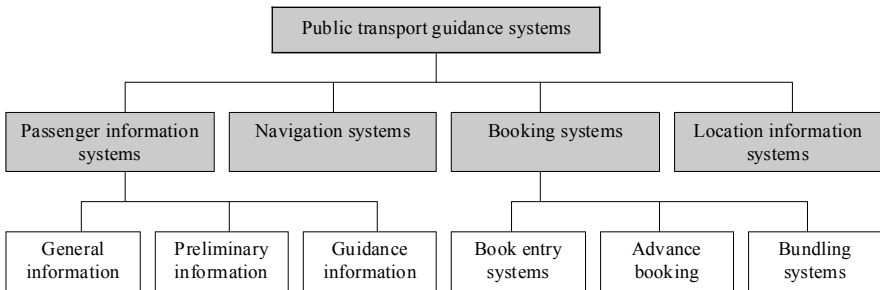 Public transport guidance systems
Passenger information
systems
Navigation systems
Booking systems
Location information
systems
General
information
Preliminary
information
Guidance
information
Book entry
systems
Advance
booking
Bundling
systems